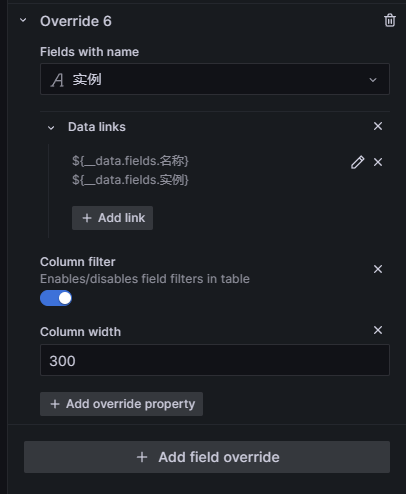 Override 6
Fields with name
实例
Data links
${__data.fields.名称}
${__data.fields.实例}
+ Add link
Column filter
Enables/disables field filters in table
Column width
300
+ Add override property
+ Add field override